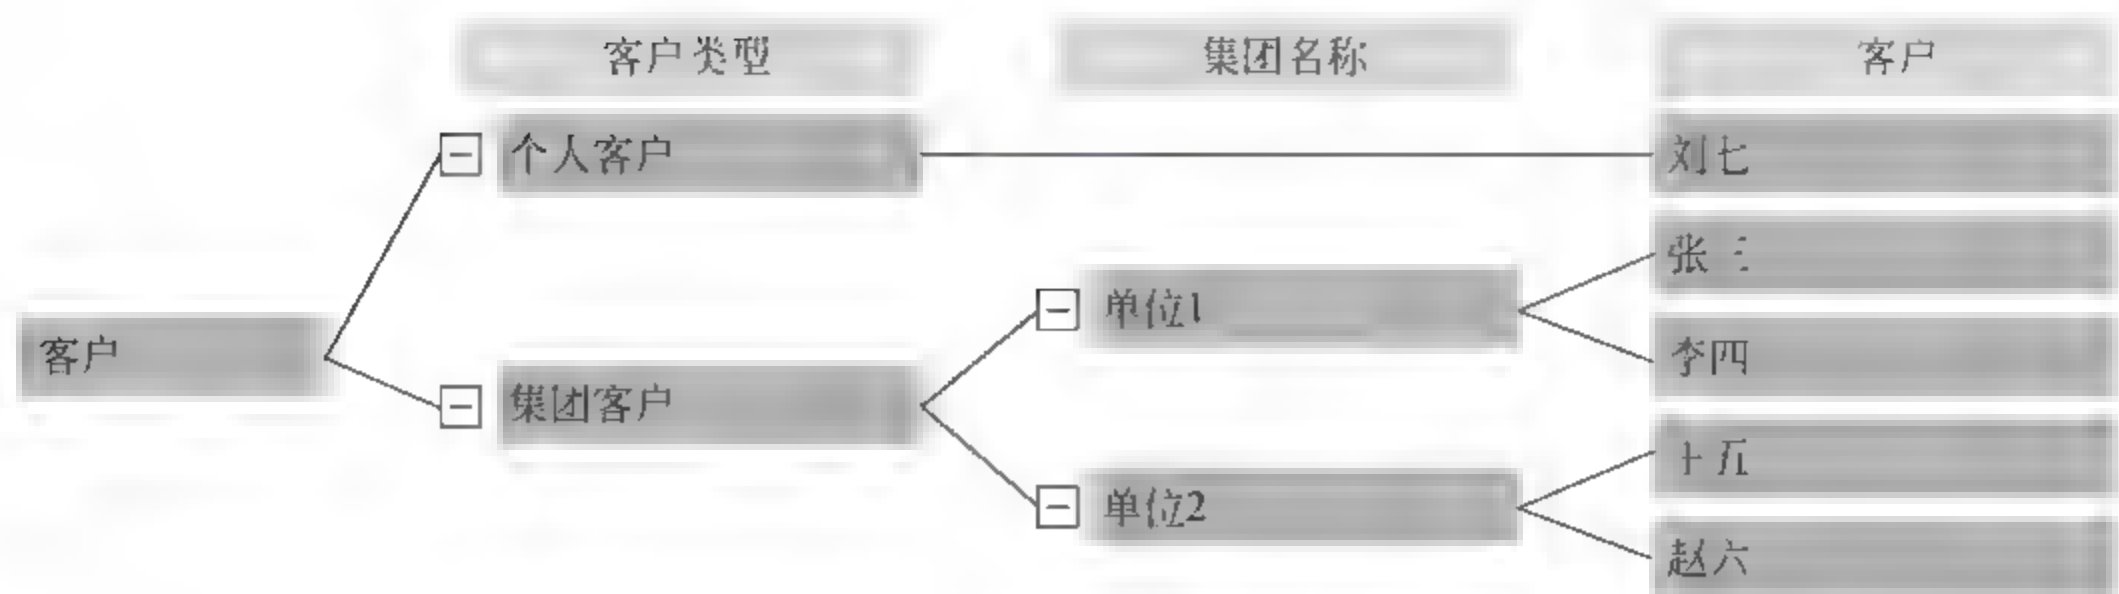 客户类型 集团名称 客户
个人客户 刘七
张三
单位1
客户 李四
集团客户
王五
单位2
赵六